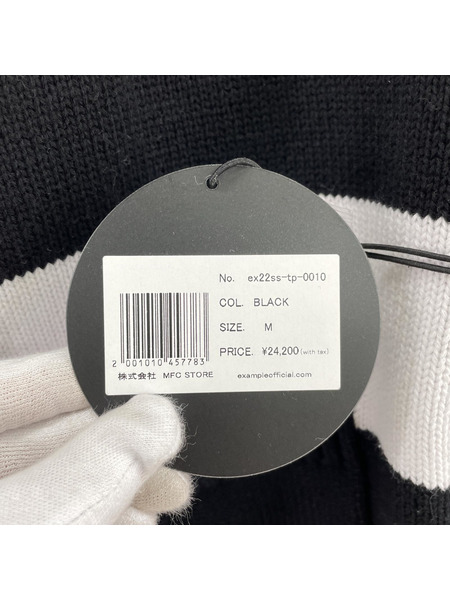 No. ex22ss-tp-0010
COL. BLACK
SIZE. M
PRICE. ¥24,200(with tax)
2 001010 457783
株式会社 MFC STORE
exampleofficial.com